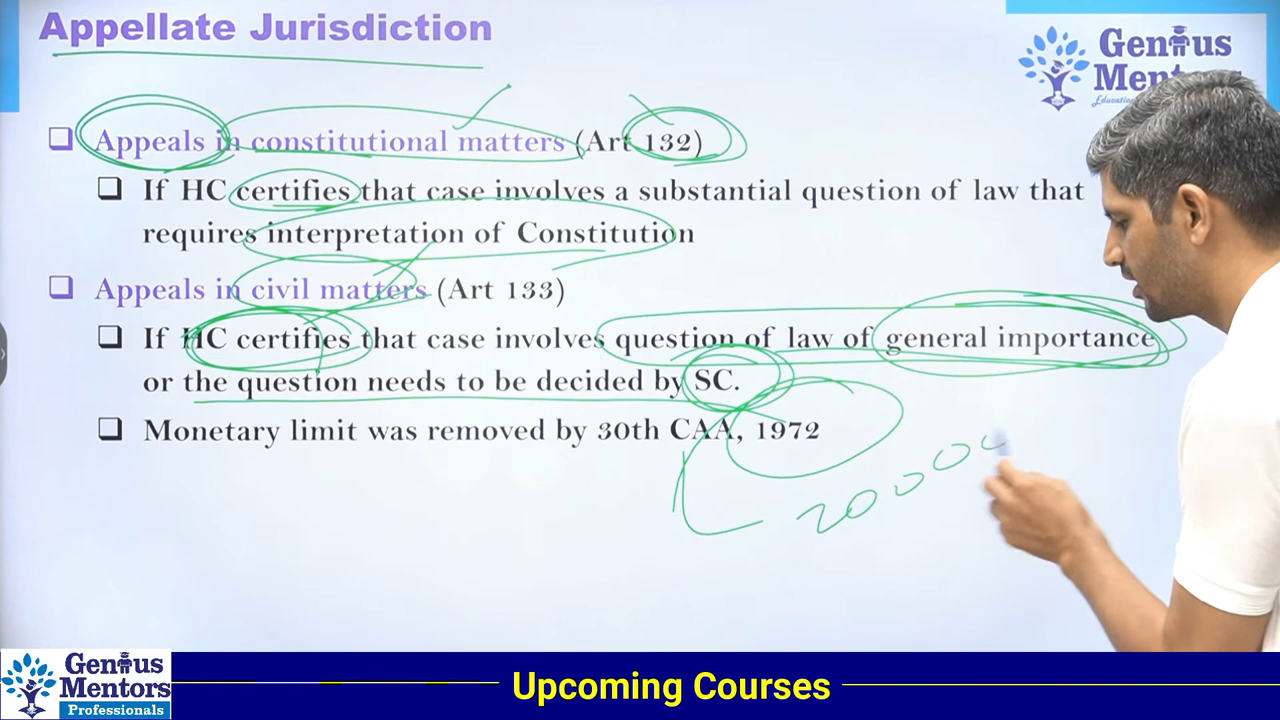 Appellate Jurisdiction
Genius
Appeals in constitutional matters (Art 132)
If HC certifies that case involves a substantial question of law that
requires interpretation of Constitution
Appeals in civil matters (Art 133)
If HC certifies that case involves question of law of general importance
or the question needs to be decided by SC.
Monetary limit was removed by 30th CAA, 1972
20000
Genius
Mentors
Professionals
Upcoming Courses